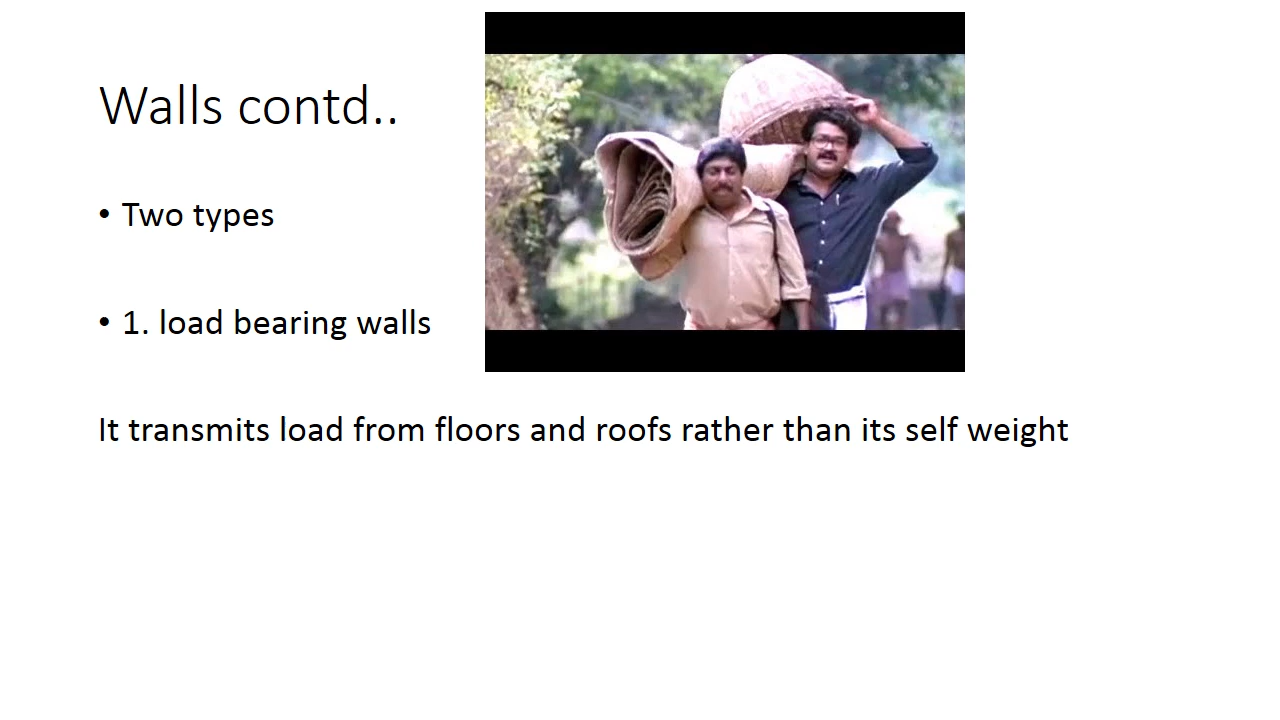 Walls contd..
• Two types
• 1. load bearing walls
It transmits load from floors and roofs rather than its self weight